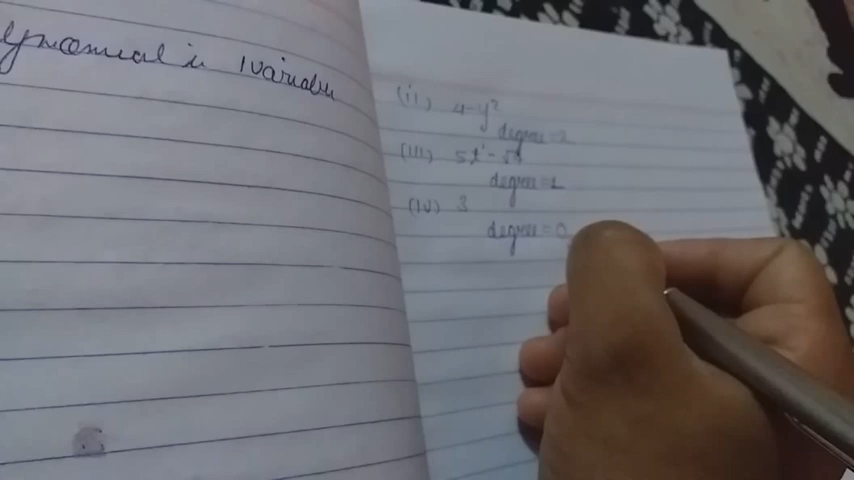 lynomial in 1 variable
(ii) 4-y²
degree = 2
(iii) 5t - √7
degree = 1
(iv) 3
degree = 0